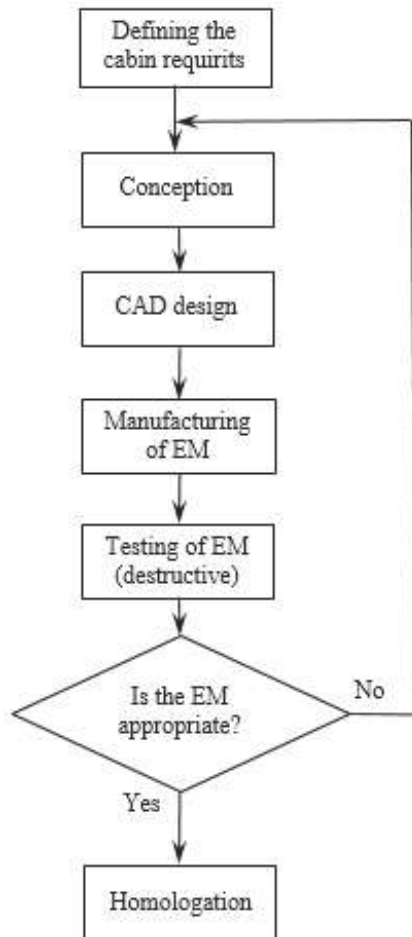 Defining the
cabin requirits
Conception
CAD design
Manufacturing
of EM
Testing of EM
(destructive)
Is the EM
appropriate?
No
Yes
Homologation